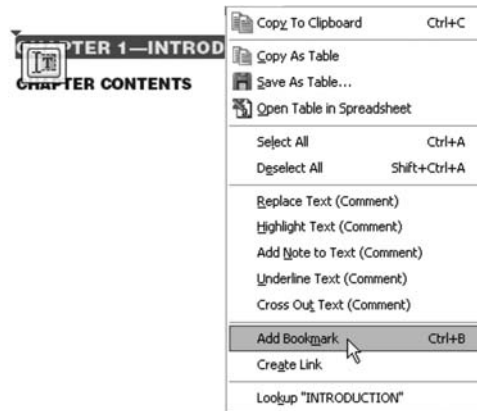 CHAPTER 1—INTROD
CHAPTER CONTENTS
Copy To Clipboard Ctrl+C
Copy As Table
Save As Table...
Open Table in Spreadsheet
Select All Ctrl+A
Deselect All Shift+Ctrl+A
Replace Text (Comment)
Highlight Text (Comment)
Add Note to Text (Comment)
Underline Text (Comment)
Cross Out Text (Comment)
Add Bookmark Ctrl+B
Create Link
Lookup "INTRODUCTION"